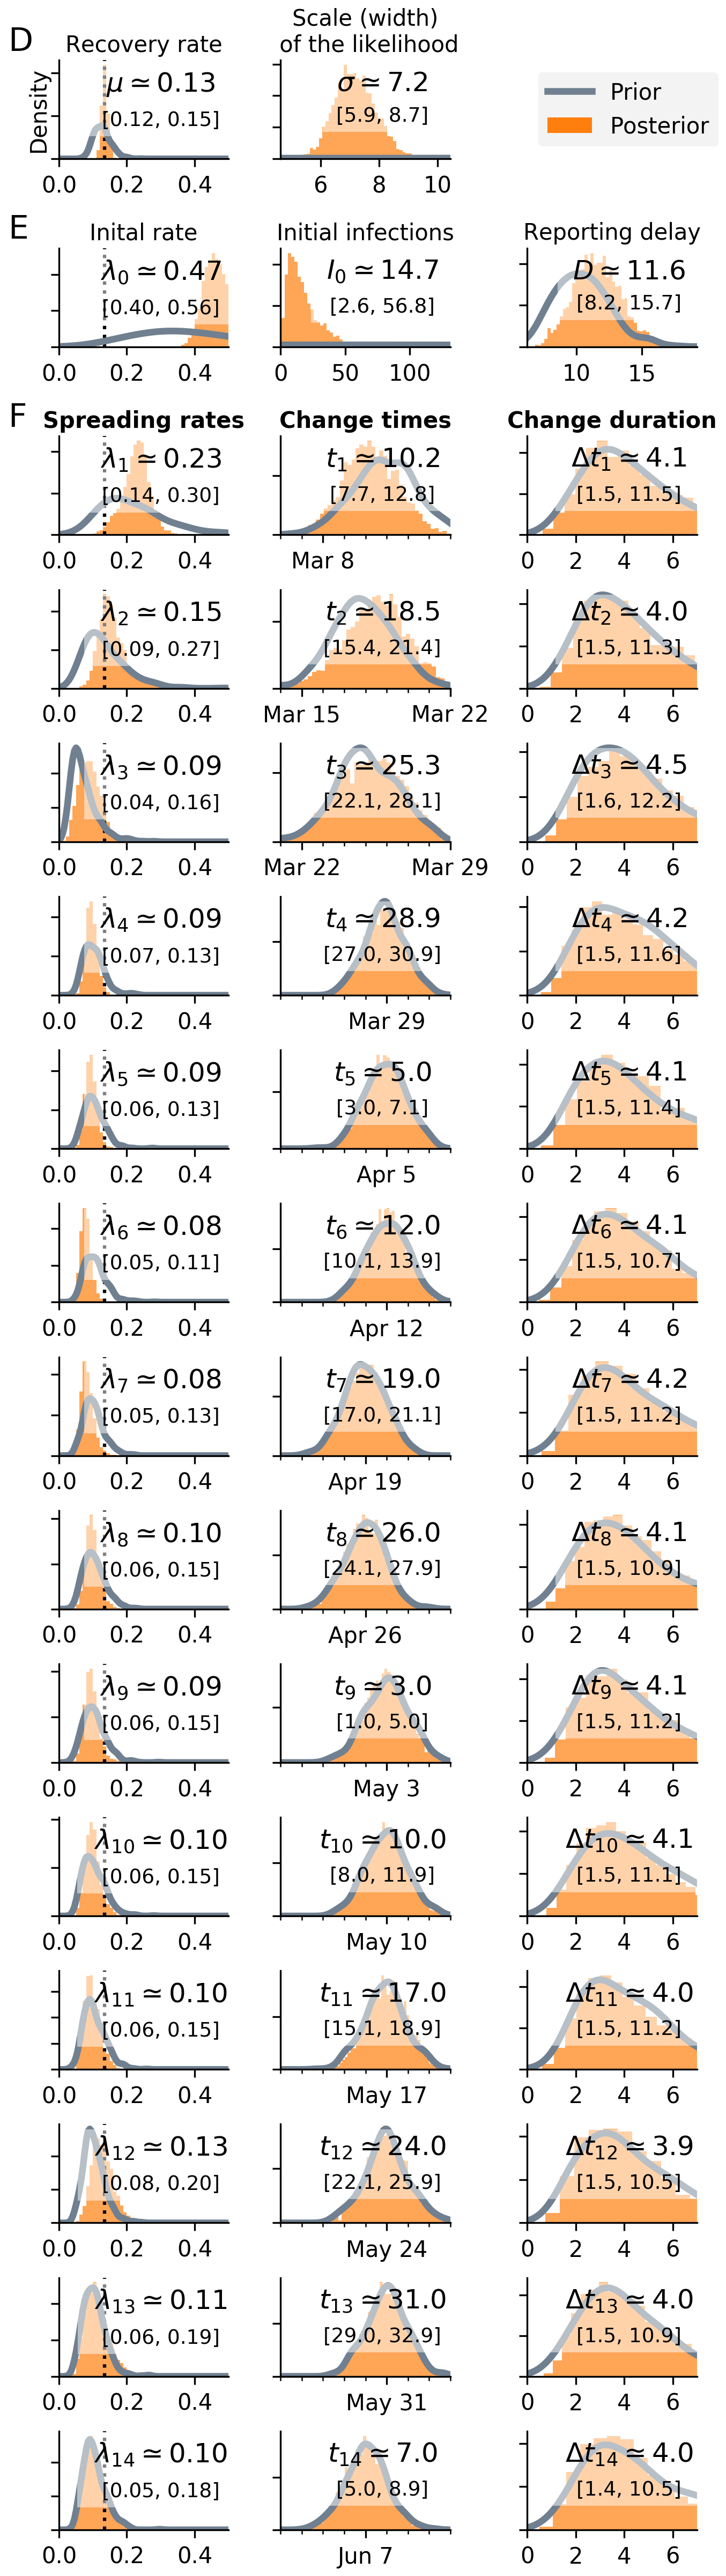 D
Recovery rate
Scale (width)
of the likelihood
Density
μ ≃ 0.13
[0.12, 0.15]
σ ≃ 7.2
[5.9, 8.7]
Prior
Posterior
0.0 0.2 0.4
6 8 10
E
Inital rate
Initial infections
Reporting delay
λ0 ≃ 0.47
[0.40, 0.56]
I0 ≃ 14.7
[2.6, 56.8]
D ≃ 11.6
[8.2, 15.7]
0.0 0.2 0.4
0 50 100
10 15
F
Spreading rates
Change times
Change duration
λ1 ≃ 0.23
[0.14, 0.30]
t1 ≃ 10.2
[7.7, 12.8]
Δt1 ≃ 4.1
[1.5, 11.5]
0.0 0.2 0.4
Mar 8
0 2 4 6
λ2 ≃ 0.15
[0.09, 0.27]
t2 ≃ 18.5
[15.4, 21.4]
Δt2 ≃ 4.0
[1.5, 11.3]
0.0 0.2 0.4
Mar 15 Mar 22
0 2 4 6
λ3 ≃ 0.09
[0.04, 0.16]
t3 ≃ 25.3
[22.1, 28.1]
Δt3 ≃ 4.5
[1.6, 12.2]
0.0 0.2 0.4
Mar 22 Mar 29
0 2 4 6
λ4 ≃ 0.09
[0.07, 0.13]
t4 ≃ 28.9
[27.0, 30.9]
Δt4 ≃ 4.2
[1.5, 11.6]
0.0 0.2 0.4
Mar 29
0 2 4 6
λ5 ≃ 0.09
[0.06, 0.13]
t5 ≃ 5.0
[3.0, 7.1]
Δt5 ≃ 4.1
[1.5, 11.4]
0.0 0.2 0.4
Apr 5
0 2 4 6
λ6 ≃ 0.08
[0.05, 0.11]
t6 ≃ 12.0
[10.1, 13.9]
Δt6 ≃ 4.1
[1.5, 10.7]
0.0 0.2 0.4
Apr 12
0 2 4 6
λ7 ≃ 0.08
[0.05, 0.13]
t7 ≃ 19.0
[17.0, 21.1]
Δt7 ≃ 4.2
[1.5, 11.2]
0.0 0.2 0.4
Apr 19
0 2 4 6
λ8 ≃ 0.10
[0.06, 0.15]
t8 ≃ 26.0
[24.1, 27.9]
Δt8 ≃ 4.1
[1.5, 10.9]
0.0 0.2 0.4
Apr 26
0 2 4 6
λ9 ≃ 0.09
[0.06, 0.15]
t9 ≃ 3.0
[1.0, 5.0]
Δt9 ≃ 4.1
[1.5, 11.2]
0.0 0.2 0.4
May 3
0 2 4 6
λ10 ≃ 0.10
[0.06, 0.15]
t10 ≃ 10.0
[8.0, 11.9]
Δt10 ≃ 4.1
[1.5, 11.1]
0.0 0.2 0.4
May 10
0 2 4 6
λ11 ≃ 0.10
[0.06, 0.15]
t11 ≃ 17.0
[15.1, 18.9]
Δt11 ≃ 4.0
[1.5, 11.2]
0.0 0.2 0.4
May 17
0 2 4 6
λ12 ≃ 0.13
[0.08, 0.20]
t12 ≃ 24.0
[22.1, 25.9]
Δt12 ≃ 3.9
[1.5, 10.5]
0.0 0.2 0.4
May 24
0 2 4 6
λ13 ≃ 0.11
[0.06, 0.19]
t13 ≃ 31.0
[29.0, 32.9]
Δt13 ≃ 4.0
[1.5, 10.9]
0.0 0.2 0.4
May 31
0 2 4 6
λ14 ≃ 0.10
[0.05, 0.18]
t14 ≃ 7.0
[5.0, 8.9]
Δt14 ≃ 4.0
[1.4, 10.5]
0.0 0.2 0.4
Jun 7
0 2 4 6